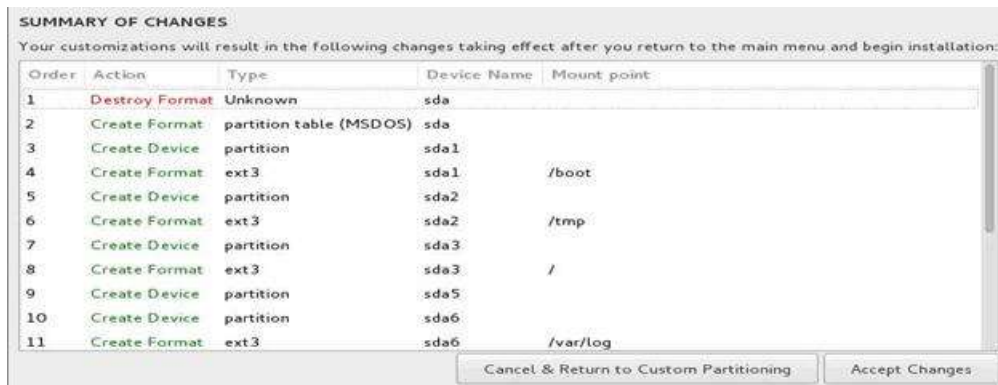 SUMMARY OF CHANGES
Your customizations will result in the following changes taking effect after you return to the main menu and begin installation:
Order Action Type Device Name Mount point
1 Destroy Format Unknown sda
2 Create Format partition table (MSDOS) sda
3 Create Device partition sda1
4 Create Format ext3 sda1 /boot
5 Create Device partition sda2
6 Create Format ext3 sda2 /tmp
7 Create Device partition sda3
8 Create Format ext3 sda3 /
9 Create Device partition sda5
10 Create Device partition sda6
11 Create Format ext3 sda6 /var/log
Cancel & Return to Custom Partitioning Accept Changes